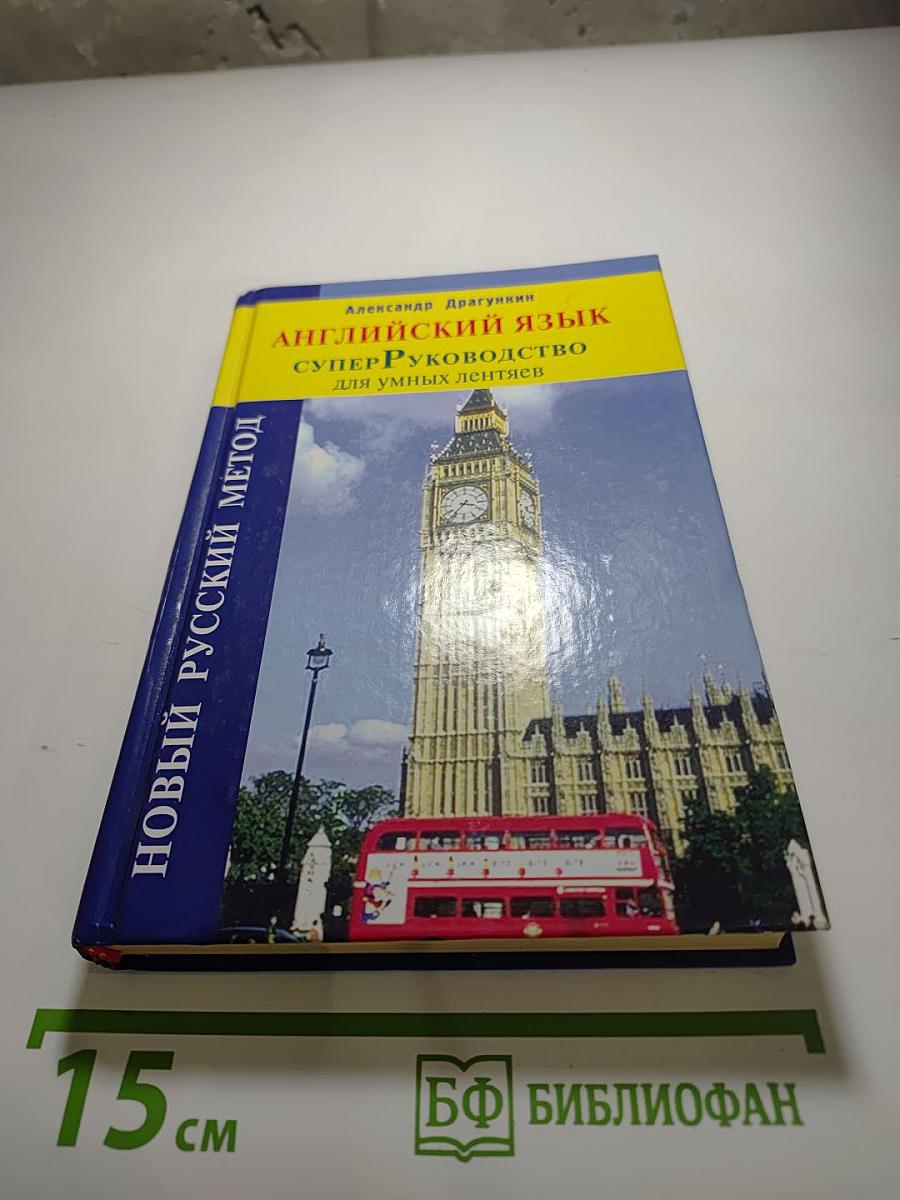 Александр Драгункин
АНГЛИЙСКИЙ ЯЗЫК
СУПЕРРУКОВОДСТВО
для умных лентяев
НОВЫЙ РУССКИЙ МЕТОД
15 см
БФ БИБЛИОФАН